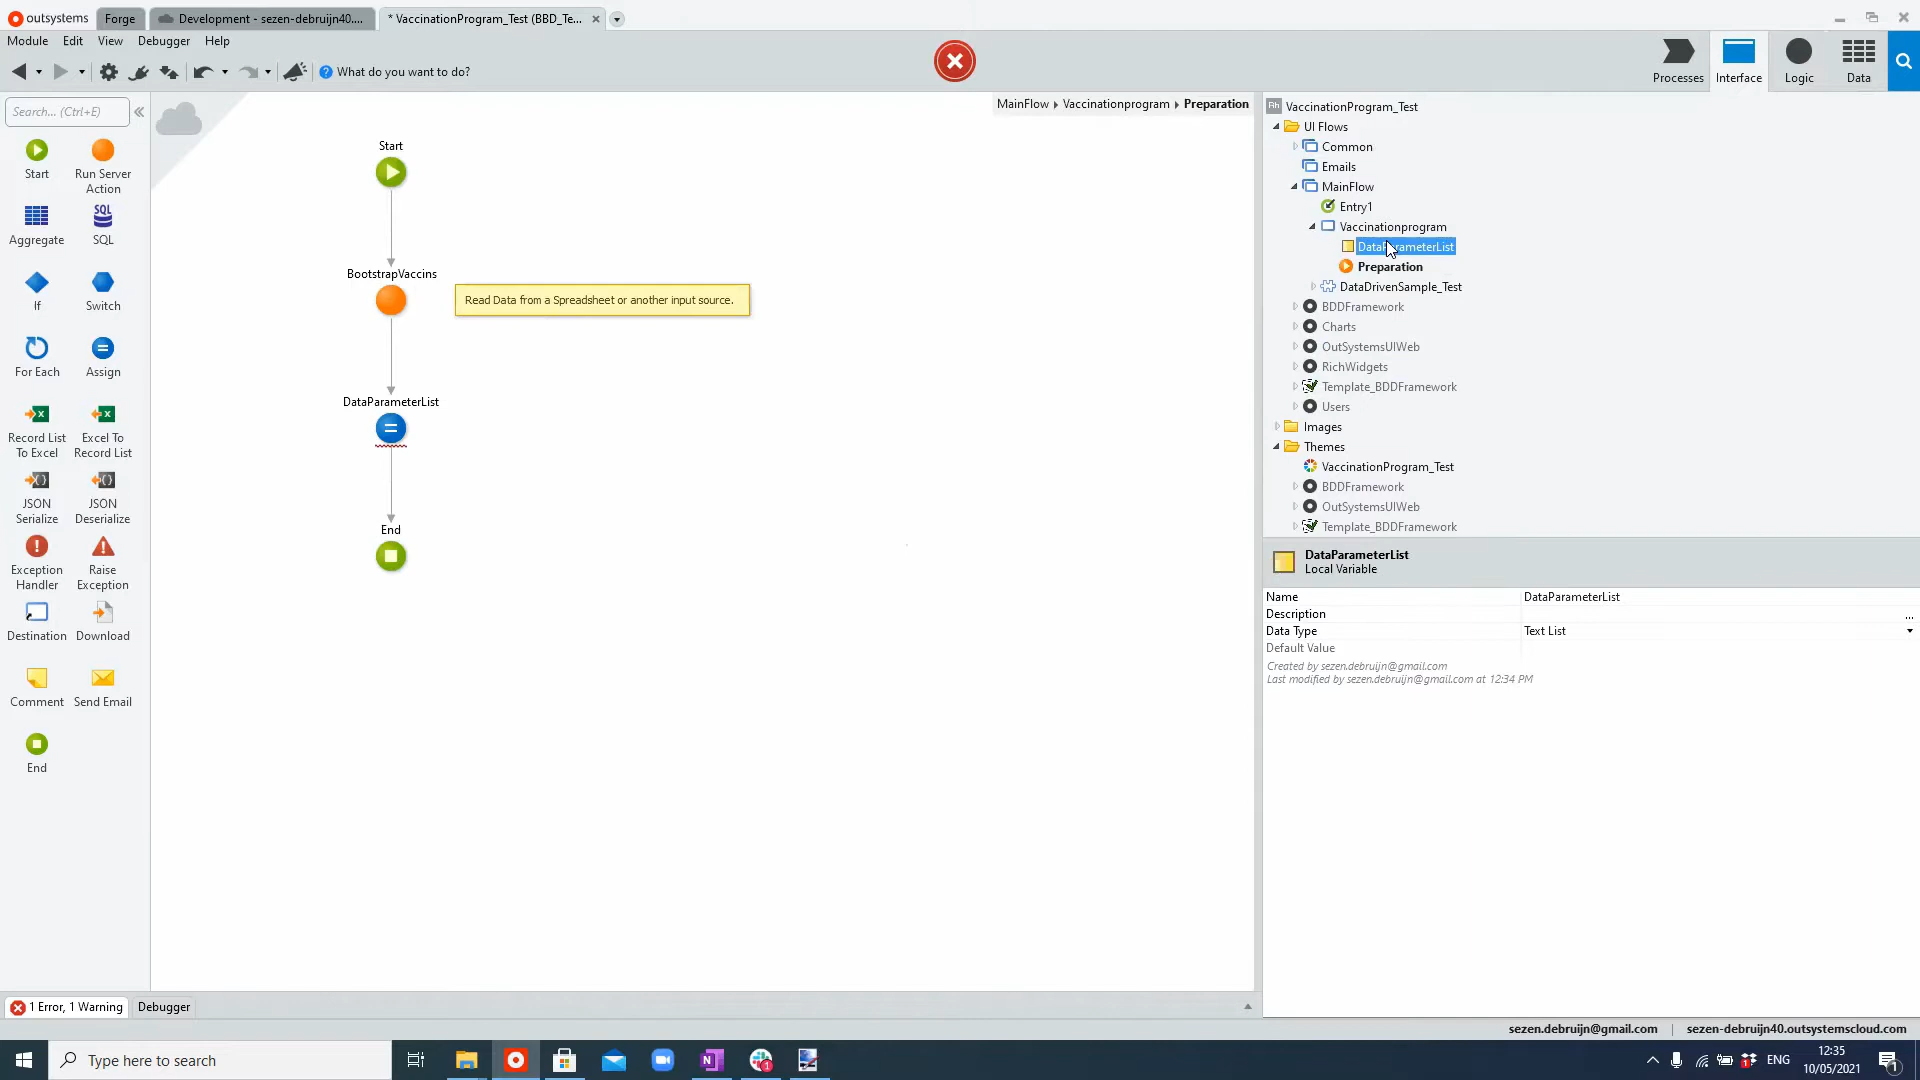 outsystems
Forge
Development - sezen-debruijn40....
* VaccinationProgram_Test (BBD_Te...
Module Edit View Debugger Help
What do you want to do?
Processes
Interface
Logic
Data
Search... (Ctrl+E)
Start
Run Server Action
Aggregate
SQL
SQL
If
Switch
For Each
Assign
Record List To Excel
Excel To Record List
JSON Serialize
JSON Deserialize
Exception Handler
Raise Exception
Destination
Download
Comment
Send Email
End
MainFlow Vaccinationprogram Preparation
Start
BootstrapVaccins
Read Data from a Spreadsheet or another input source.
DataParameterList
End
VaccinationProgram_Test
UI Flows
Common
Emails
MainFlow
Entry1
Vaccinationprogram
DataParameterList
Preparation
DataDrivenSample_Test
BDDFramework
Charts
OutSystemsUIWeb
RichWidgets
Template_BDDFramework
Users
Images
Themes
VaccinationProgram_Test
BDDFramework
OutSystemsUIWeb
Template_BDDFramework
DataParameterList
Local Variable
Name DataParameterList
Description ...
Data Type Text List
Default Value
Created by sezen.debruijn@gmail.com
Last modified by sezen.debruijn@gmail.com at 12:34 PM
1 Error, 1 Warning
Debugger
sezen.debruijn@gmail.com | sezen-debruijn40.outsystemscloud.com
Type here to search
ENG
12:35
10/05/2021